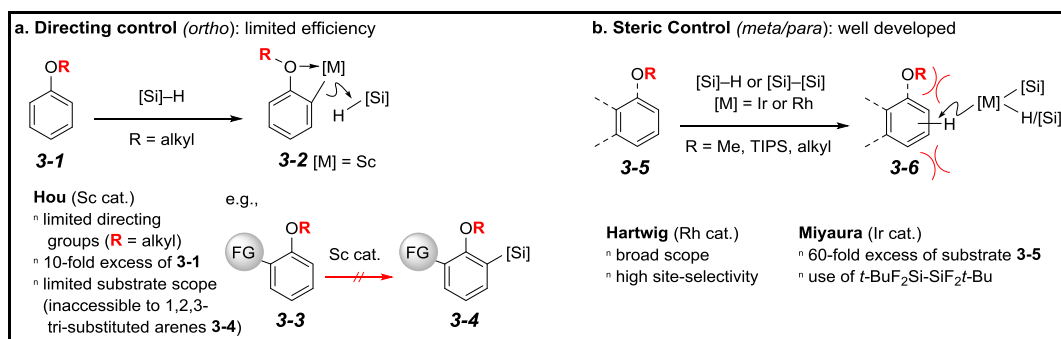 a. Directing control (ortho): limited efficiency
OR
3-1
[Si]–H
R = alkyl
R
O
[M]
H
[Si]
3-2 [M] = Sc
Hou (Sc cat.)
n limited directing
groups (R = alkyl)
n 10-fold excess of 3-1
n limited substrate scope
(inaccessible to 1,2,3-
tri-substituted arenes 3-4)
e.g.,
FG
OR
3-3
Sc cat.
FG
OR
[Si]
3-4
b. Steric Control (meta/para): well developed
OR
3-5
[Si]–H or [Si]–[Si]
[M] = Ir or Rh
R = Me, TIPS, alkyl
OR
H
[M]
[Si]
H/[Si]
3-6
Hartwig (Rh cat.)
n broad scope
n high site-selectivity
Miyaura (Ir cat.)
n 60-fold excess of substrate 3-5
n use of t-BuF2Si-SiF2t-Bu